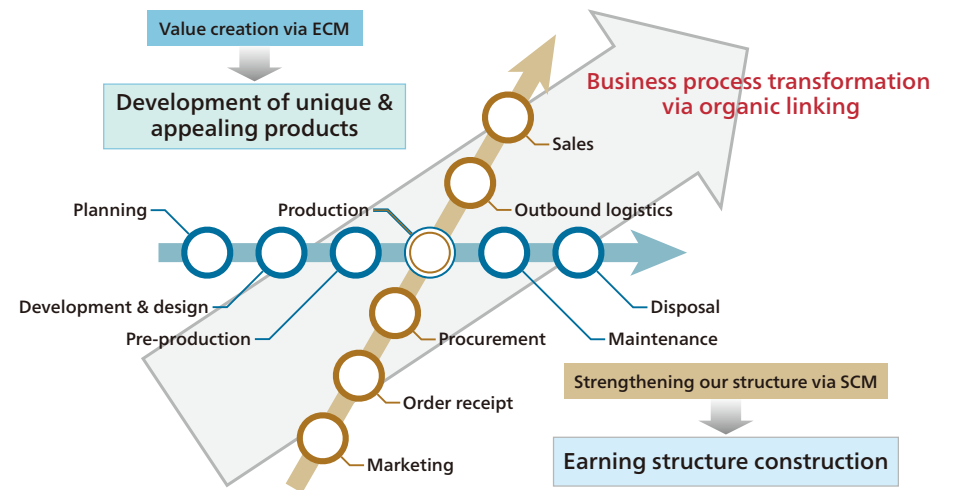 Value creation via ECM
Development of unique &
appealing products
Business process transformation
via organic linking
Sales
Planning
Production
Outbound logistics
Development & design
Disposal
Pre-production
Procurement
Maintenance
Strengthening our structure via SCM
Order receipt
Marketing
Earning structure construction